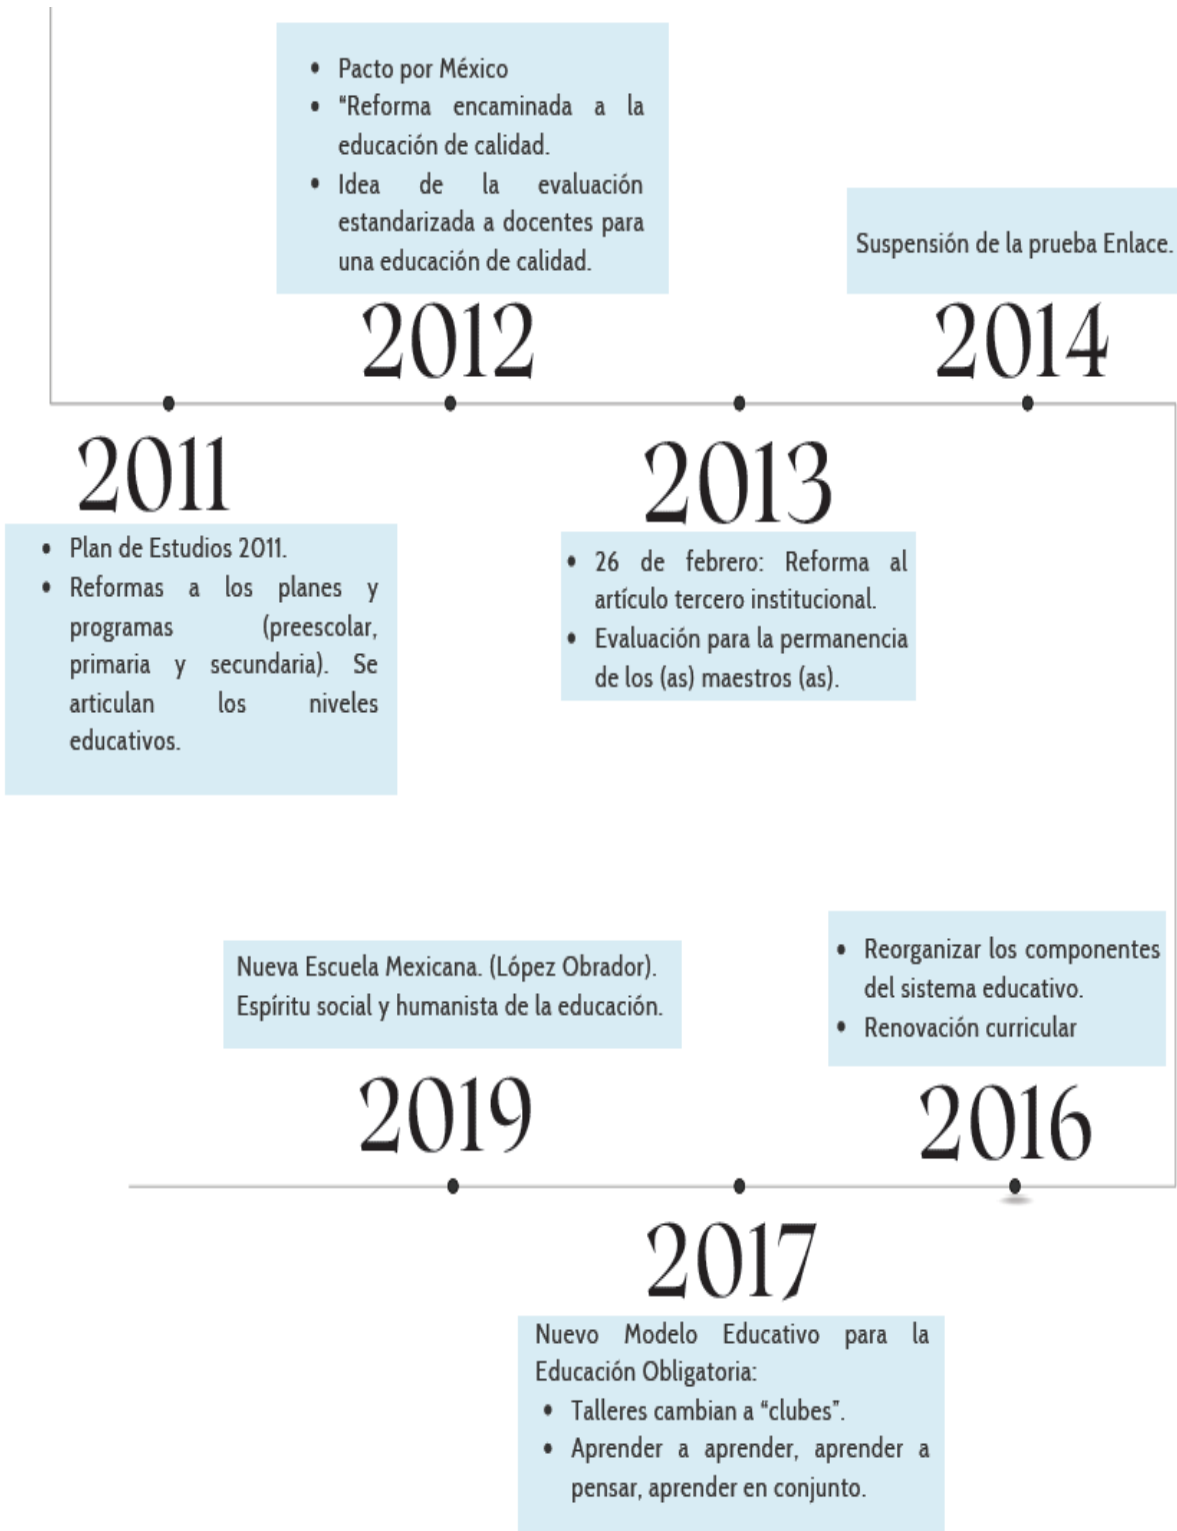 • Pacto por México
• “Reforma encaminada a la
educación de calidad.
• Idea de la evaluación
estandarizada a docentes para
una educación de calidad.
Suspensión de la prueba Enlace.
2012
2014
2011
2013
• Plan de Estudios 2011.
• Reformas a los planes y
programas (preescolar,
primaria y secundaria). Se
articulan los niveles
educativos.
• 26 de febrero: Reforma al
artículo tercero institucional.
• Evaluación para la permanencia
de los (as) maestros (as).
• Reorganizar los componentes
del sistema educativo.
• Renovación curricular
Nueva Escuela Mexicana. (López Obrador).
Espíritu social y humanista de la educación.
2019
2016
2017
Nuevo Modelo Educativo para la
Educación Obligatoria:
• Talleres cambian a “clubes”.
• Aprender a aprender, aprender a
pensar, aprender en conjunto.